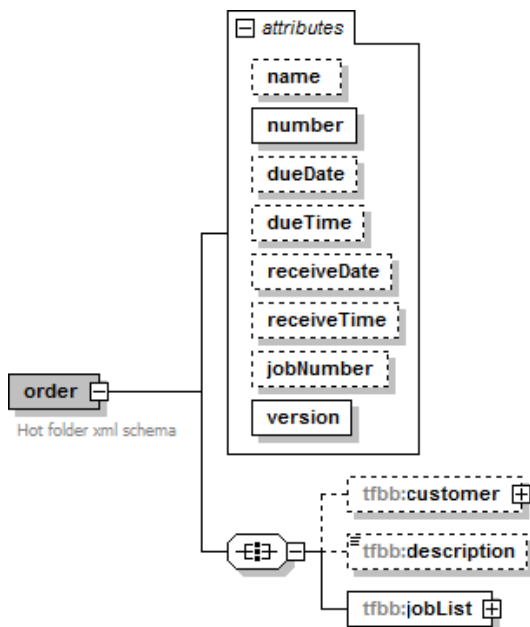 attributes
name
number
dueDate
dueTime
receiveDate
receiveTime
jobNumber
version
order
Hot folder xml schema
tfbb:customer
tfbb:description
tfbb:jobList